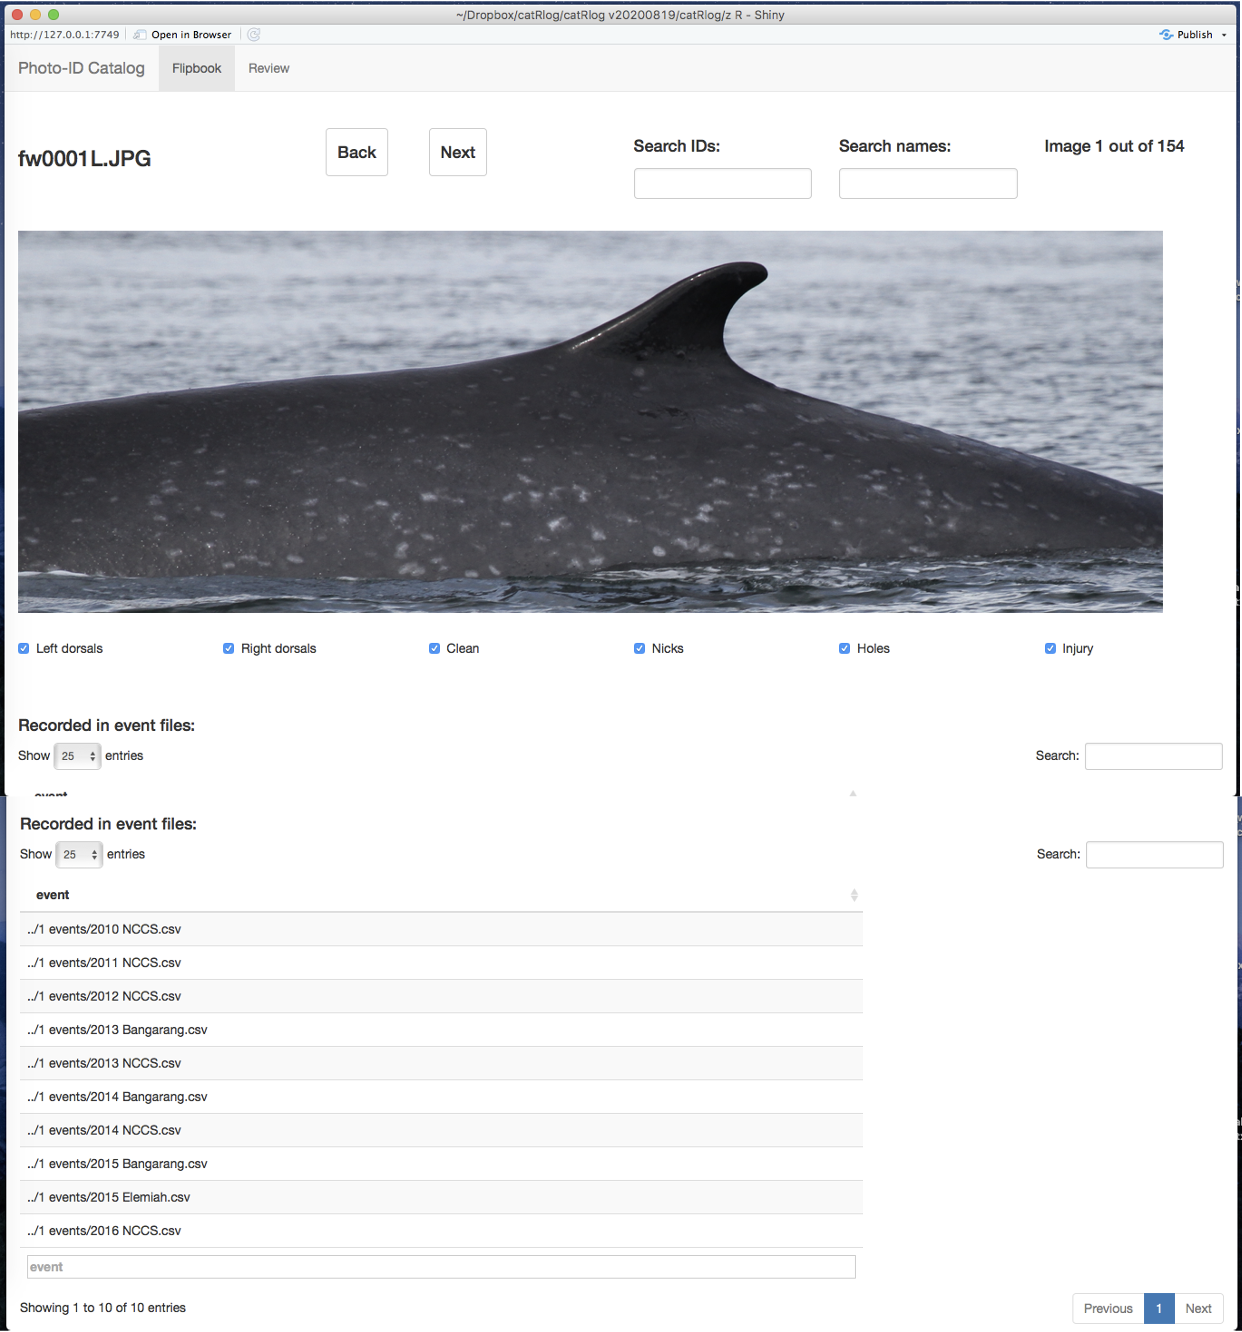 ~/Dropbox/catRlog/catRlog v20200819/catRlog/z R - Shiny
http://127.0.0.1:7749 Open in Browser Publish
Photo-ID Catalog Flipbook Review
fw0001L.JPG Back Next Search IDs: Search names: Image 1 out of 154
Left dorsals Right dorsals Clean Nicks Holes Injury
Recorded in event files:
Show 25 entries Search:
event
Recorded in event files:
Show 25 entries Search:
event
../1 events/2010 NCCS.csv
../1 events/2011 NCCS.csv
../1 events/2012 NCCS.csv
../1 events/2013 Bangarang.csv
../1 events/2013 NCCS.csv
../1 events/2014 Bangarang.csv
../1 events/2014 NCCS.csv
../1 events/2015 Bangarang.csv
../1 events/2015 Elemiah.csv
../1 events/2016 NCCS.csv
event
Showing 1 to 10 of 10 entries Previous 1 Next